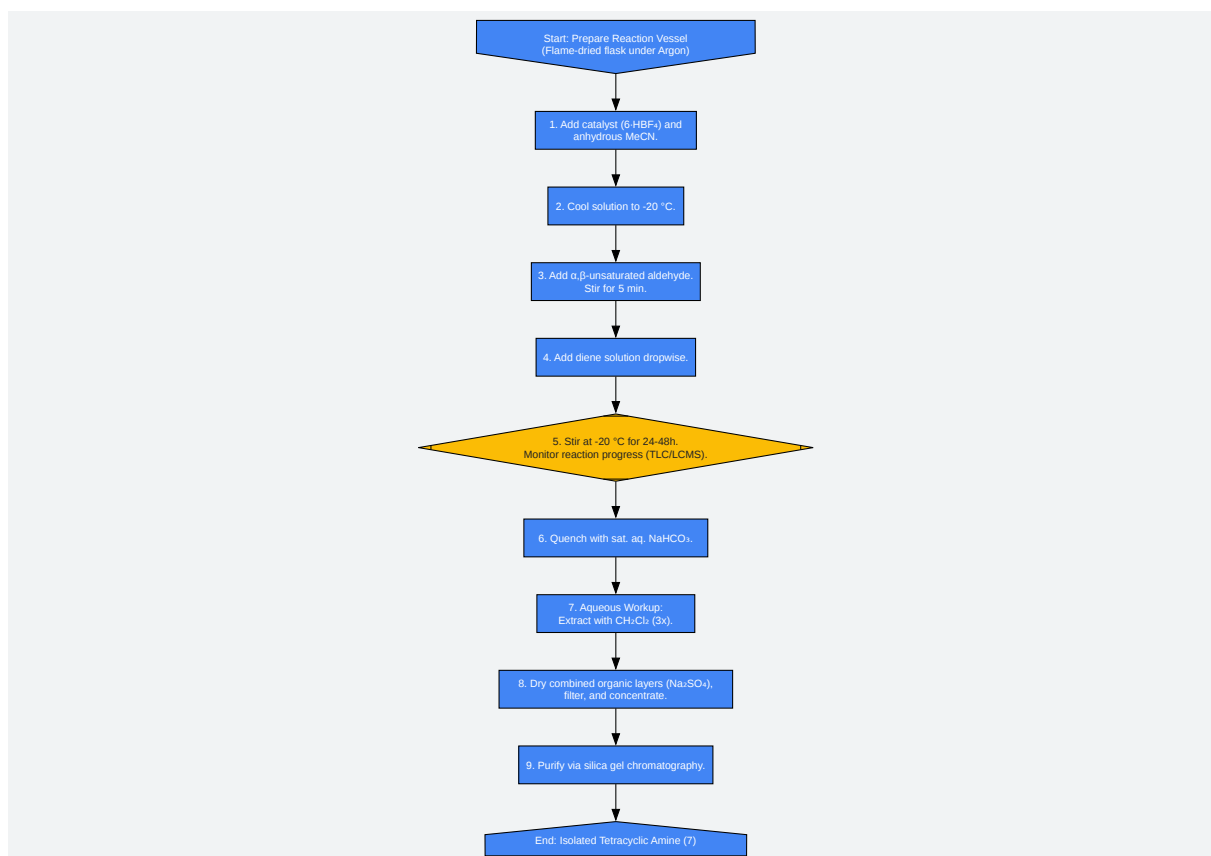 Start: Prepare Reaction Vessel
(Flame-dried flask under Argon)
1. Add catalyst (6·HBF₄) and
anhydrous MeCN.
2. Cool solution to -20 °C.
3. Add α,β-unsaturated aldehyde.
Stir for 5 min.
4. Add diene solution dropwise.
5. Stir at -20 °C for 24-48h.
Monitor reaction progress (TLC/LCMS).
6. Quench with sat. aq. NaHCO₃.
7. Aqueous Workup:
Extract with CH₂Cl₂ (3x).
8. Dry combined organic layers (Na₂SO₄),
filter, and concentrate.
9. Purify via silica gel chromatography.
End: Isolated Tetracyclic Amine (7)